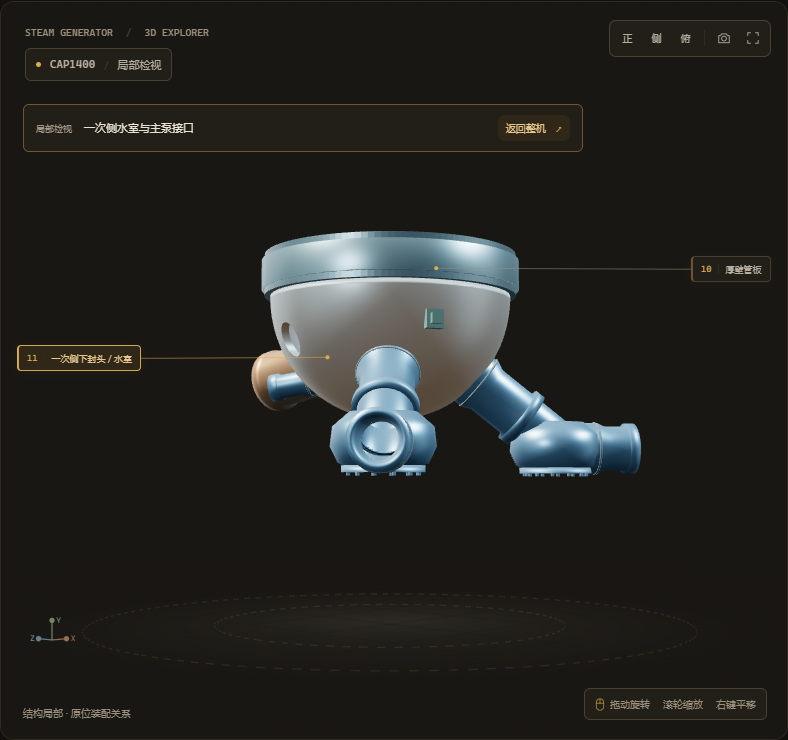 STEAM GENERATOR / 3D EXPLORER
正 侧 俯
CAP1400 / 局部检视
局部检视 一次侧水室与主泵接口 返回整机 ↗
10 厚壁管板
11 一次侧下封头 / 水室
Y
Z X
拖动旋转 滚轮缩放 右键平移
结构局部 · 原位装配关系